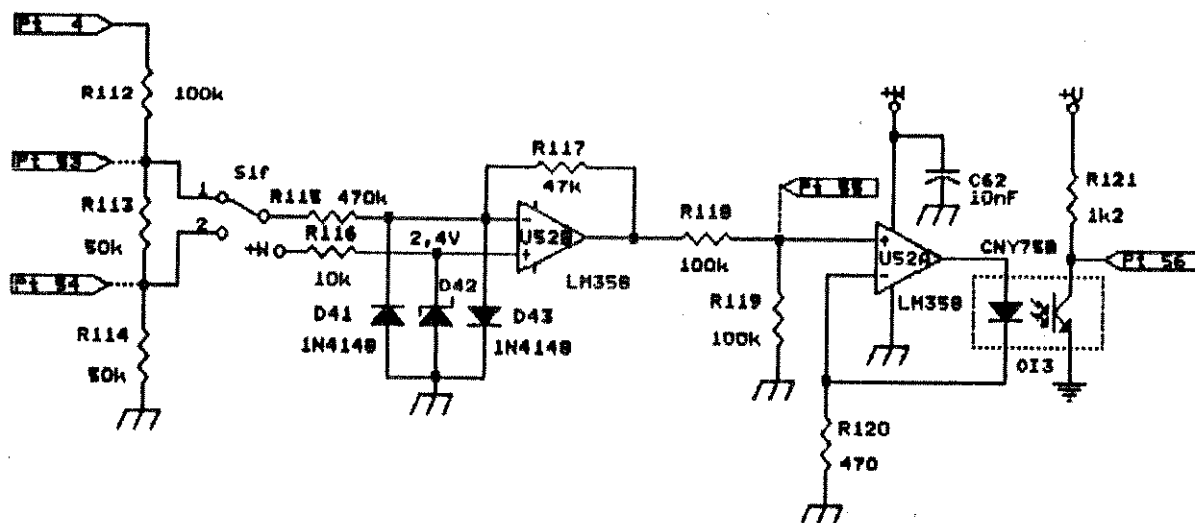 Pt 4
R112
100k
Pt 53
R113
50k
Pt 54
R114
50k
S1f
1
2
R115 470k
+W
R116
10k
2,4V
D41
1N4148
D42
D43
1N4148
R117
47k
-
+
U52B
LM358
R118
100k
Pt 55
R119
100k
+W
C62
10nF
+
-
U52A
LM358
R120
470
CNY75B
OI3
+V
R121
1k2
Pt 56